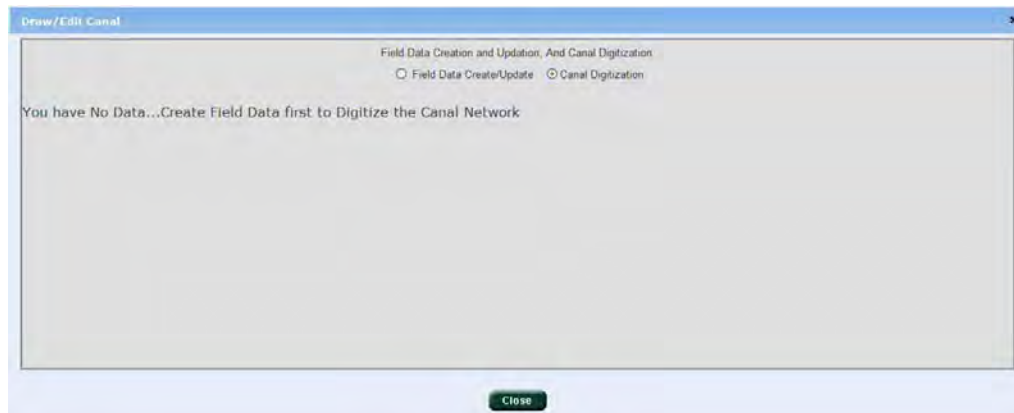 Draw/Edit Canal
Field Data Creation and Updation, And Canal Digitization
Field Data Create/Update Canal Digitization
You have No Data...Create Field Data first to Digitize the Canal Network
Close